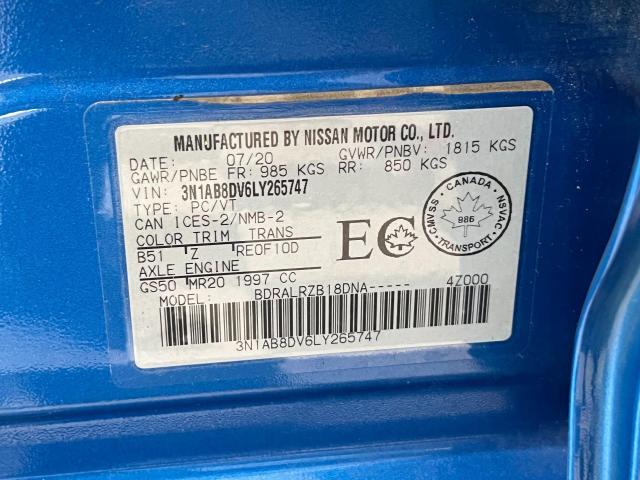 MANUFACTURED BY NISSAN MOTOR CO., LTD.
DATE: 07/20 GVWR/PNBV: 1815 KGS
GAWR/PNBE FR: 985 KGS RR: 850 KGS
VIN: 3N1AB8DV6LY265747
TYPE: PC/VT
CAN ICES-2/NMB-2
COLOR TRIM TRANS
B51 Z RE0F10D
AXLE ENGINE
GS50 MR20 1997 CC
MODEL: BDRALRZB18DNA----- 4Z000
3N1AB8DV6LY265747
EC
CANADA
CMVSS 986 NSVAC
TRANSPORT